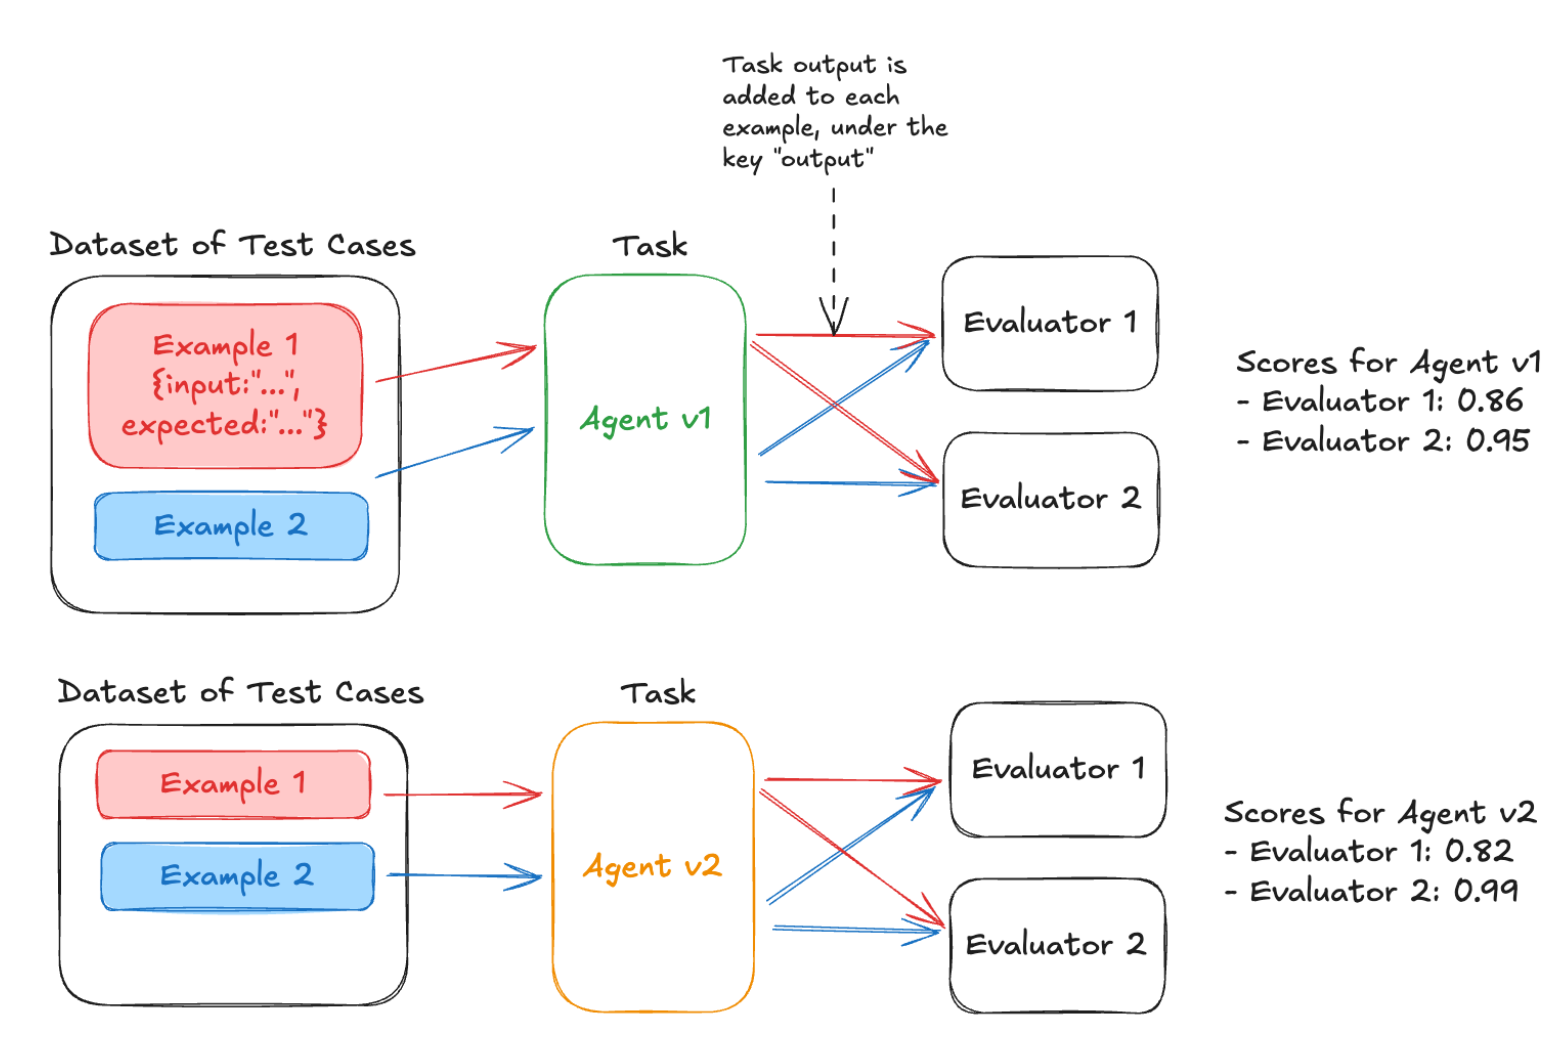 Task output is
added to each
example, under the
key "output"
Dataset of Test Cases
Task
Example 1
{input:"...",
expected:"..."}
Example 2
Agent v1
Evaluator 1
Evaluator 2
Scores for Agent v1
- Evaluator 1: 0.86
- Evaluator 2: 0.95
Dataset of Test Cases
Task
Example 1
Example 2
Agent v2
Evaluator 1
Evaluator 2
Scores for Agent v2
- Evaluator 1: 0.82
- Evaluator 2: 0.99